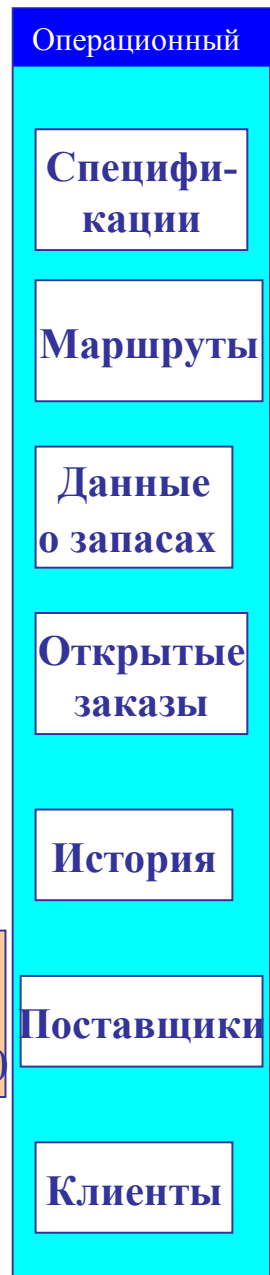 Операционный
Специфи-
кации
Маршруты
Данные
о запасах
Открытые
заказы
История
Поставщики
)
Клиенты